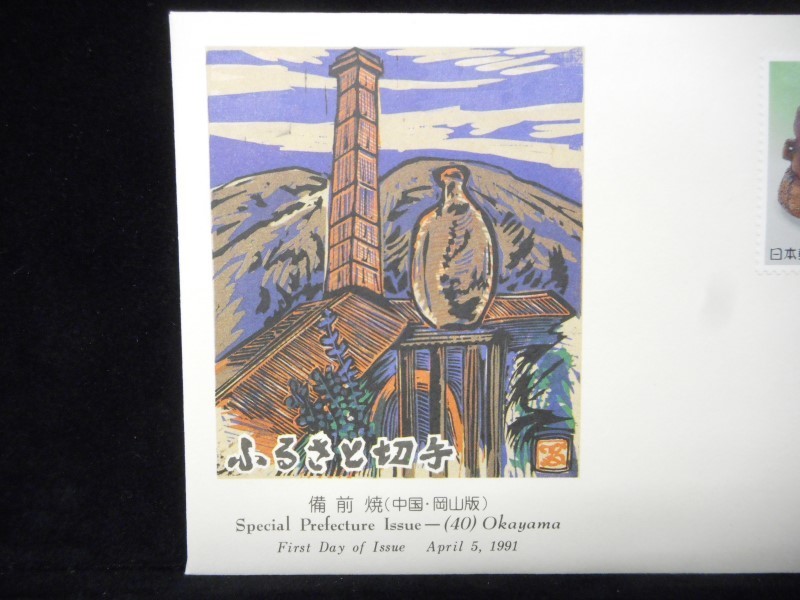 ふるさと切手
備前焼(中国・岡山版)
Special Prefecture Issue—(40) Okayama
First Day of Issue April 5, 1991
日本